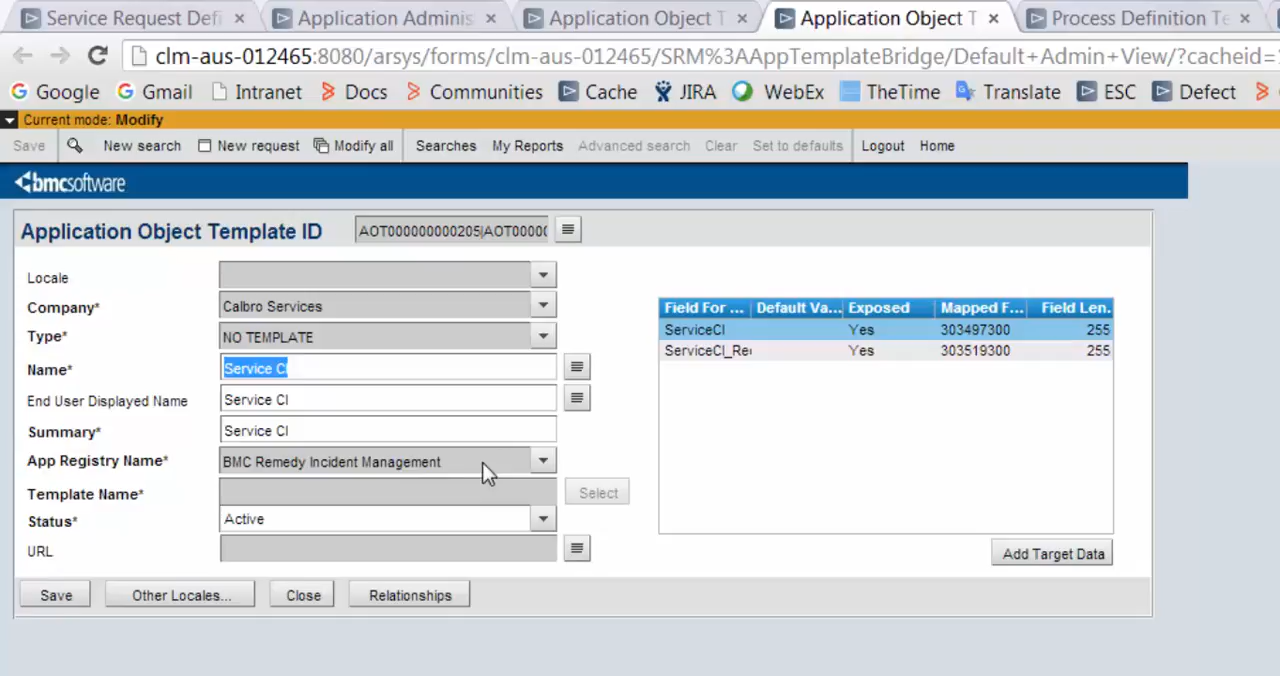 Service Request Defi × Application Adminis × Application Object T × Application Object T × Process Definition Te ×
clm-aus-012465:8080/arsys/forms/clm-aus-012465/SRM%3AAppTemplateBridge/Default+Admin+View/?cacheid=
Google Gmail Intranet Docs Communities Cache JIRA WebEx TheTime Translate ESC Defect
Current mode: Modify
Save New search New request Modify all Searches My Reports Advanced search Clear Set to defaults Logout Home
bmcsoftware
Application Object Template ID AOT000000000205|AOT00000
Locale
Company* Calbro Services
Type* NO TEMPLATE
Name* Service CI
End User Displayed Name Service CI
Summary* Service CI
App Registry Name* BMC Remedy Incident Management
Template Name* Select
Status* Active
URL
Field For ... Default Va... Exposed Mapped F... Field Len.
ServiceCI Yes 303497300 255
ServiceCI_Re Yes 303519300 255
Add Target Data
Save Other Locales... Close Relationships